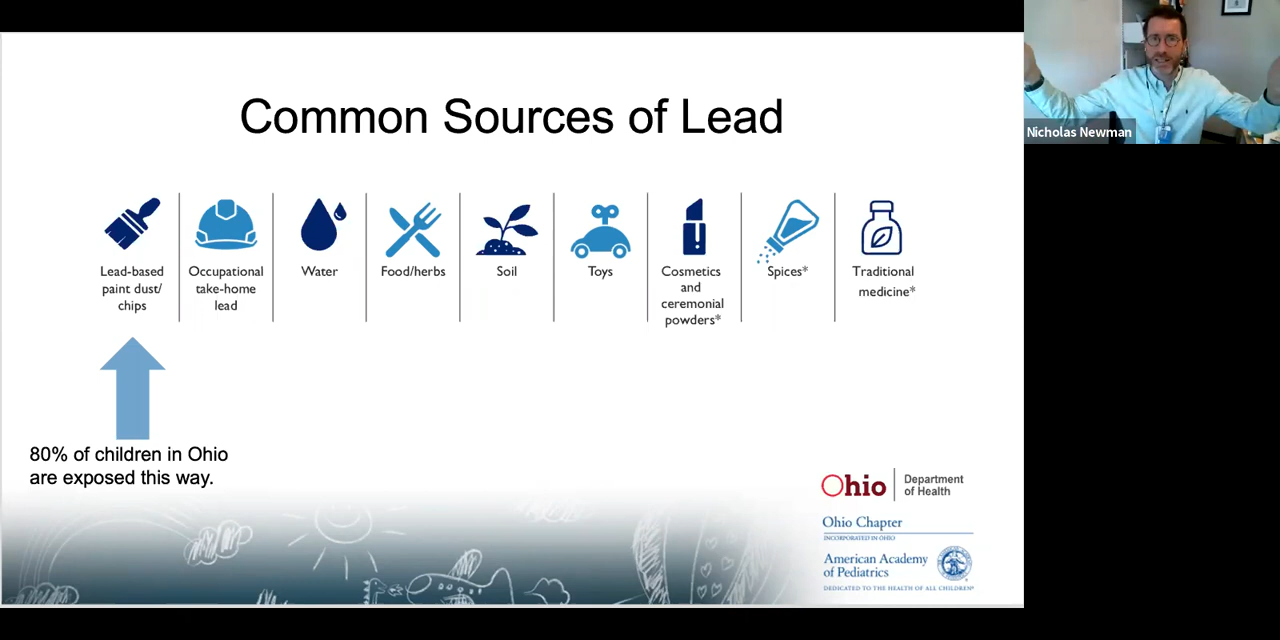 Common Sources of Lead
Nicholas Newman
Lead-based
paint dust/
chips
Occupational
take-home
lead
Water
Food/herbs
Soil
Toys
Cosmetics
and
ceremonial
powders*
Spices*
Traditional
medicine*
80% of children in Ohio
are exposed this way.
Ohio
Department
of Health
Ohio Chapter
INCORPORATED IN OHIO
American Academy
of Pediatrics
DEDICATED TO THE HEALTH OF ALL CHILDREN®